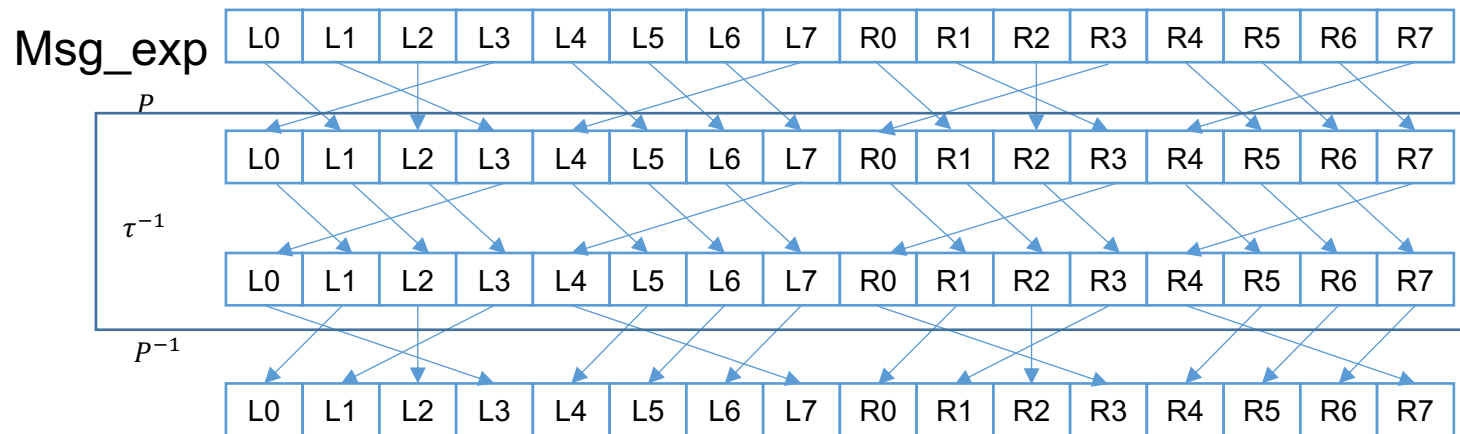 Msg_exp L0 L1 L2 L3 L4 L5 L6 L7 R0 R1 R2 R3 R4 R5 R6 R7
P
L0 L1 L2 L3 L4 L5 L6 L7 R0 R1 R2 R3 R4 R5 R6 R7
τ⁻¹
L0 L1 L2 L3 L4 L5 L6 L7 R0 R1 R2 R3 R4 R5 R6 R7
P⁻¹
L0 L1 L2 L3 L4 L5 L6 L7 R0 R1 R2 R3 R4 R5 R6 R7